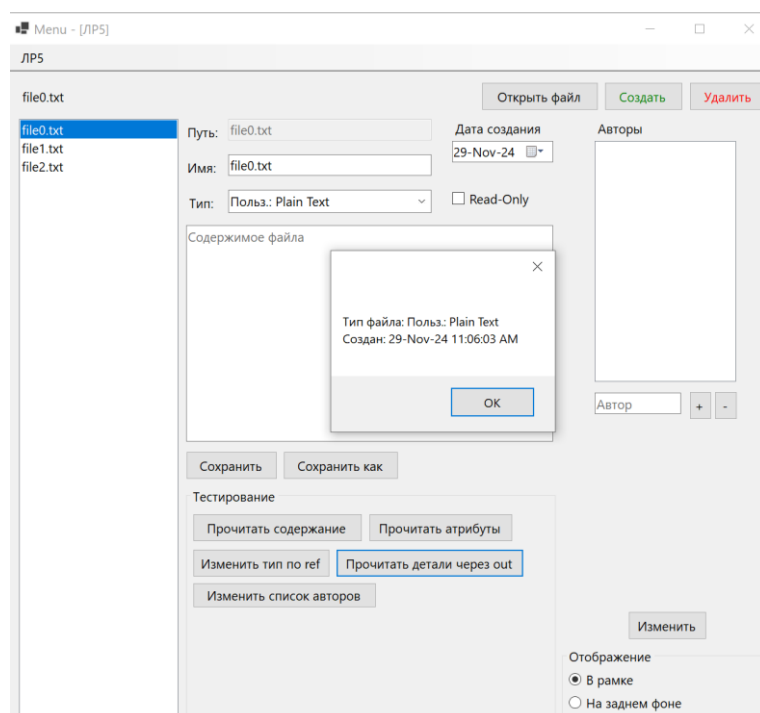 Menu - [ЛР5]
ЛР5
file0.txt
Открыть файл
Создать
Удалить
file0.txt
file1.txt
file2.txt
Путь:
file0.txt
Дата создания
29-Nov-24
Авторы
Имя:
file0.txt
Тип:
Польз.: Plain Text
Read-Only
Содержимое файла
Тип файла: Польз.: Plain Text
Создан: 29-Nov-24 11:06:03 AM
OK
Автор
+
-
Сохранить
Сохранить как
Тестирование
Прочитать содержание
Прочитать атрибуты
Изменить тип по ref
Прочитать детали через out
Изменить список авторов
Изменить
Отображение
В рамке
На заднем фоне